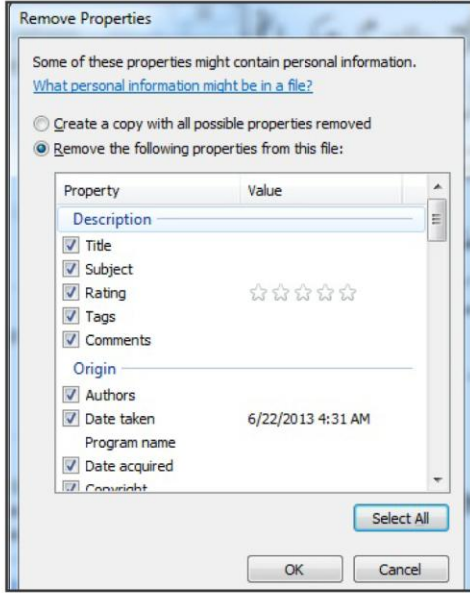 Remove Properties
Some of these properties might contain personal information.
What personal information might be in a file?
Create a copy with all possible properties removed
Remove the following properties from this file:
Property Value
Description
Title
Subject
Rating
Tags
Comments
Origin
Authors
Date taken 6/22/2013 4:31 AM
Program name
Date acquired
Copyright
Select All
OK Cancel